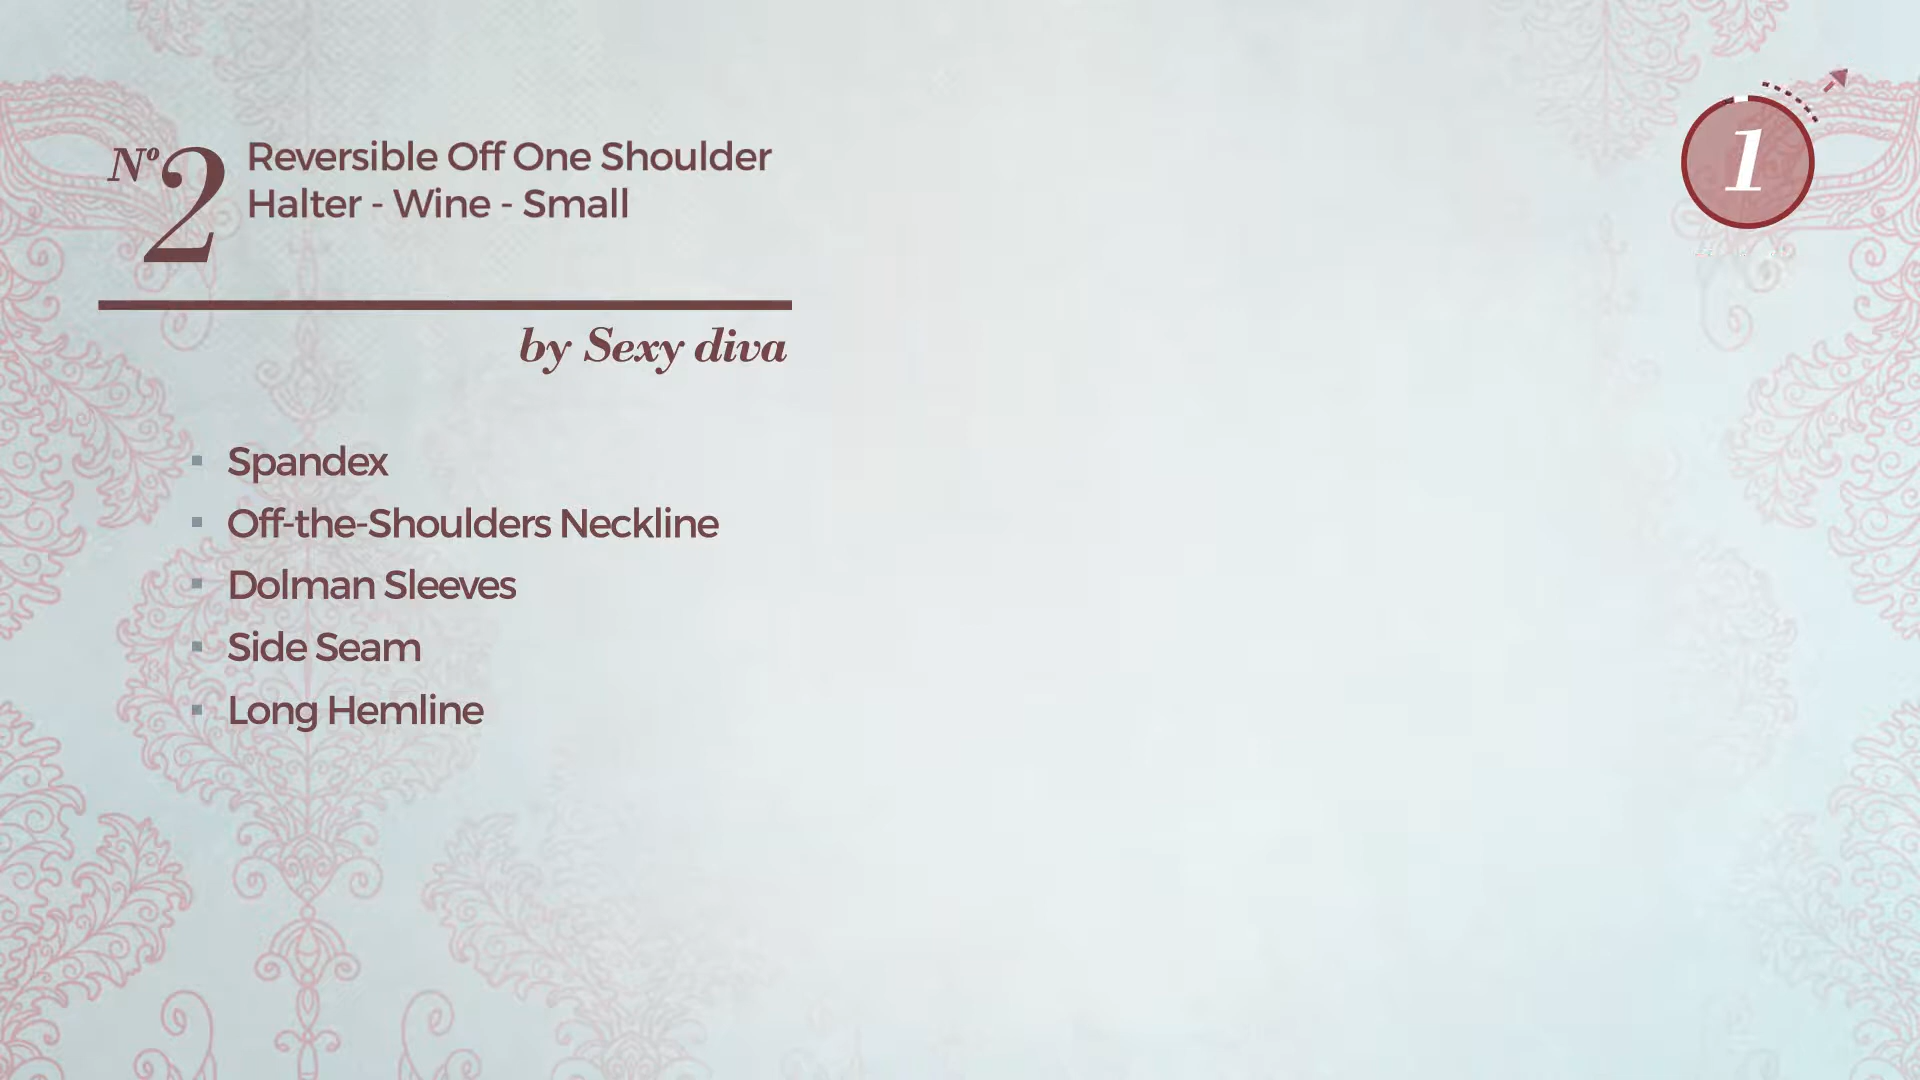 Nº2
Reversible Off One Shoulder
Halter - Wine - Small
by Sexy diva
Spandex
Off-the-Shoulders Neckline
Dolman Sleeves
Side Seam
Long Hemline
1